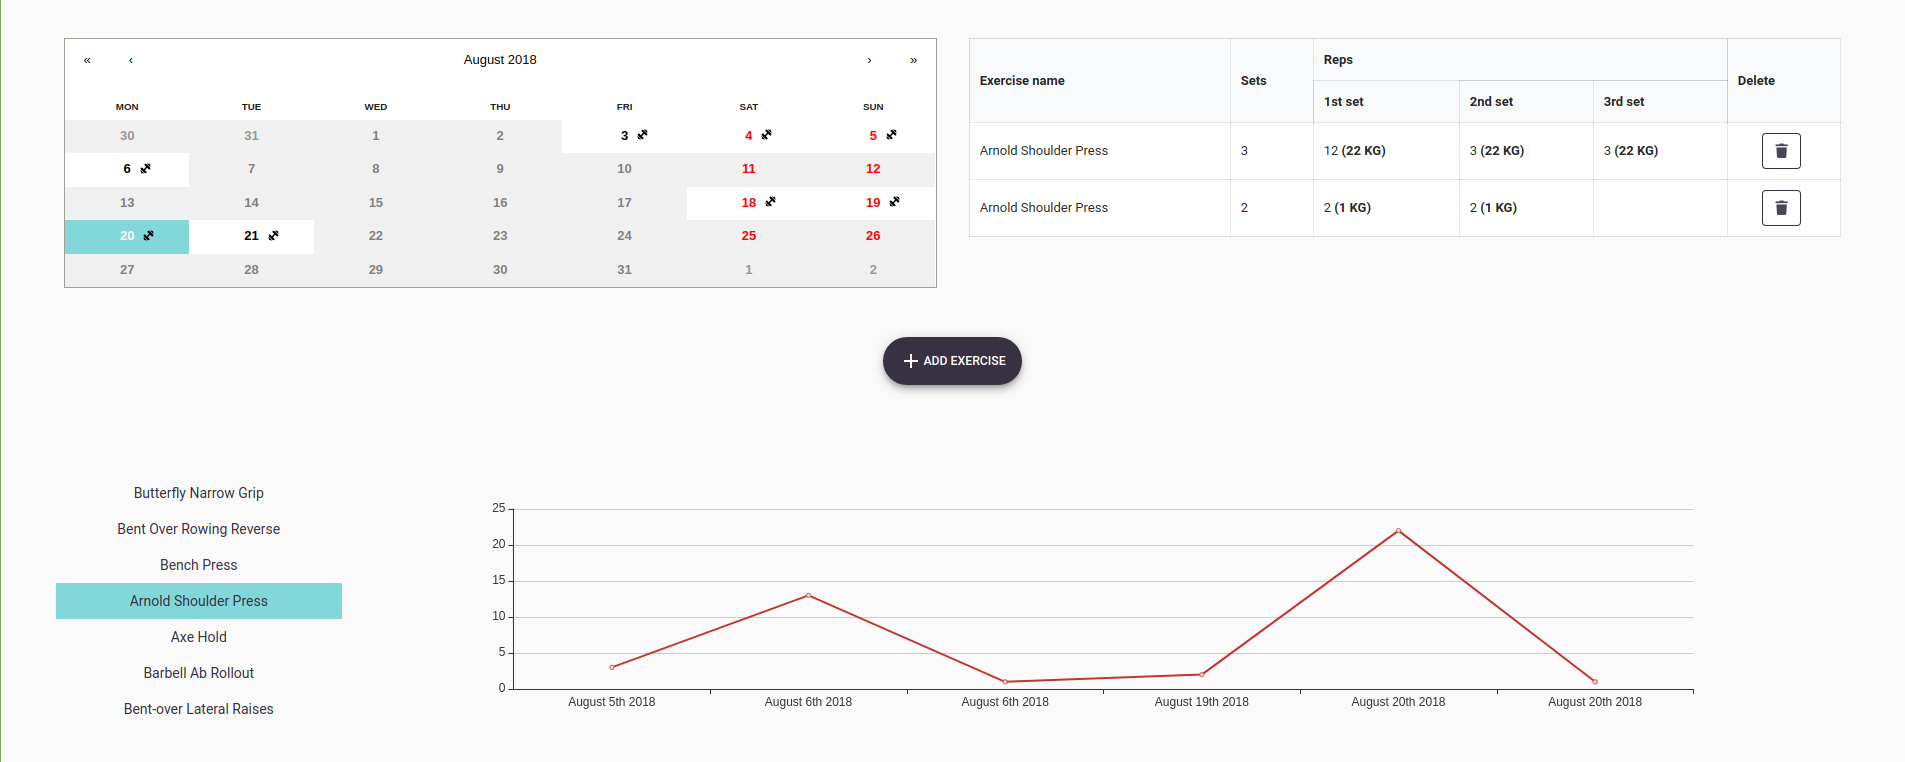 « ‹ August 2018 › »
MON TUE WED THU FRI SAT SUN
30 31 1 2 3 4 5
6 7 8 9 10 11 12
13 14 15 16 17 18 19
20 21 22 23 24 25 26
27 28 29 30 31 1 2
Exercise name Sets Reps Delete
1st set 2nd set 3rd set
Arnold Shoulder Press 3 12 (22 KG) 3 (22 KG) 3 (22 KG)
Arnold Shoulder Press 2 2 (1 KG) 2 (1 KG)
+ ADD EXERCISE
Butterfly Narrow Grip
Bent Over Rowing Reverse
Bench Press
Arnold Shoulder Press
Axe Hold
Barbell Ab Rollout
Bent-over Lateral Raises
25
20
15
10
5
0
August 5th 2018 August 6th 2018 August 6th 2018 August 19th 2018 August 20th 2018 August 20th 2018